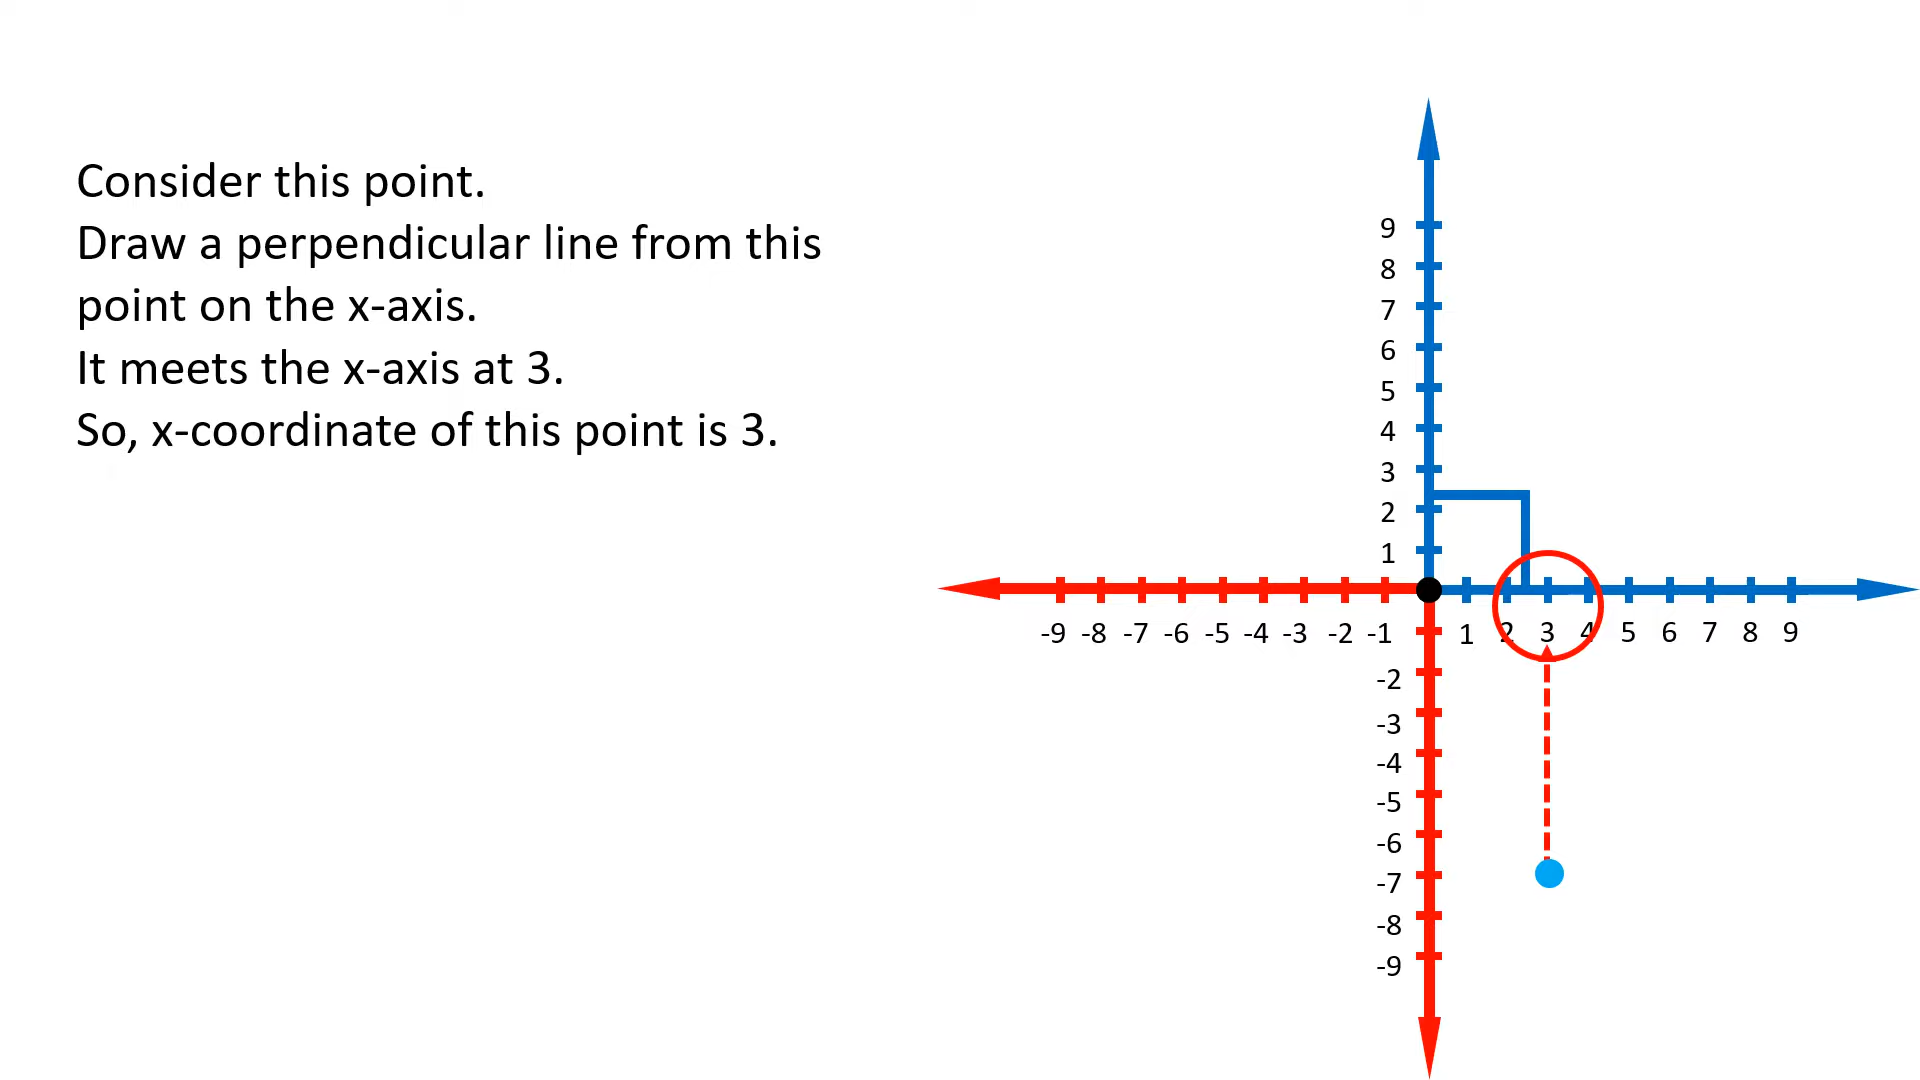 Consider this point.
Draw a perpendicular line from this
point on the x-axis.
It meets the x-axis at 3.
So, x-coordinate of this point is 3.
9
8
7
6
5
4
3
2
1
-9 -8 -7 -6 -5 -4 -3 -2 -1 1 2 3 4 5 6 7 8 9
-2
-3
-4
-5
-6
-7
-8
-9